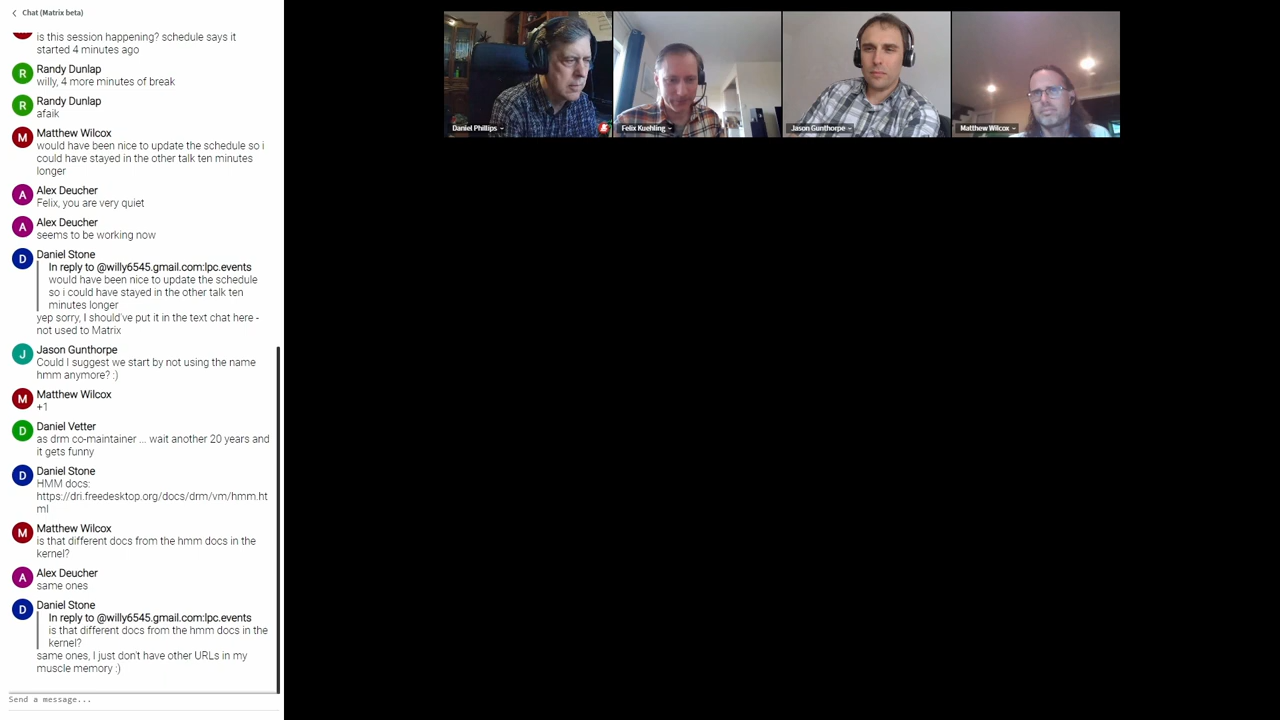 Chat (Matrix beta)
is this session happening? schedule says it
started 4 minutes ago
R
Randy Dunlap
willy, 4 more minutes of break
R
Randy Dunlap
afaik
M
Matthew Wilcox
would have been nice to update the schedule so i
could have stayed in the other talk ten minutes
longer
A
Alex Deucher
Felix, you are very quiet
A
Alex Deucher
seems to be working now
D
Daniel Stone
In reply to @willy6545.gmail.com:lpc.events
would have been nice to update the schedule
so i could have stayed in the other talk ten
minutes longer
yep sorry, I should've put it in the text chat here -
not used to Matrix
J
Jason Gunthorpe
Could I suggest we start by not using the name
hmm anymore? :)
M
Matthew Wilcox
+1
D
Daniel Vetter
as drm co-maintainer ... wait another 20 years and
it gets funny
D
Daniel Stone
HMM docs:
https://dri.freedesktop.org/docs/drm/vm/hmm.ht
ml
M
Matthew Wilcox
is that different docs from the hmm docs in the
kernel?
A
Alex Deucher
same ones
D
Daniel Stone
In reply to @willy6545.gmail.com:lpc.events
is that different docs from the hmm docs in the
kernel?
same ones, I just don't have other URLs in my
muscle memory :)
Send a message...
Daniel Phillips
Felix Kuehling
Jason Gunthorpe
Matthew Wilcox